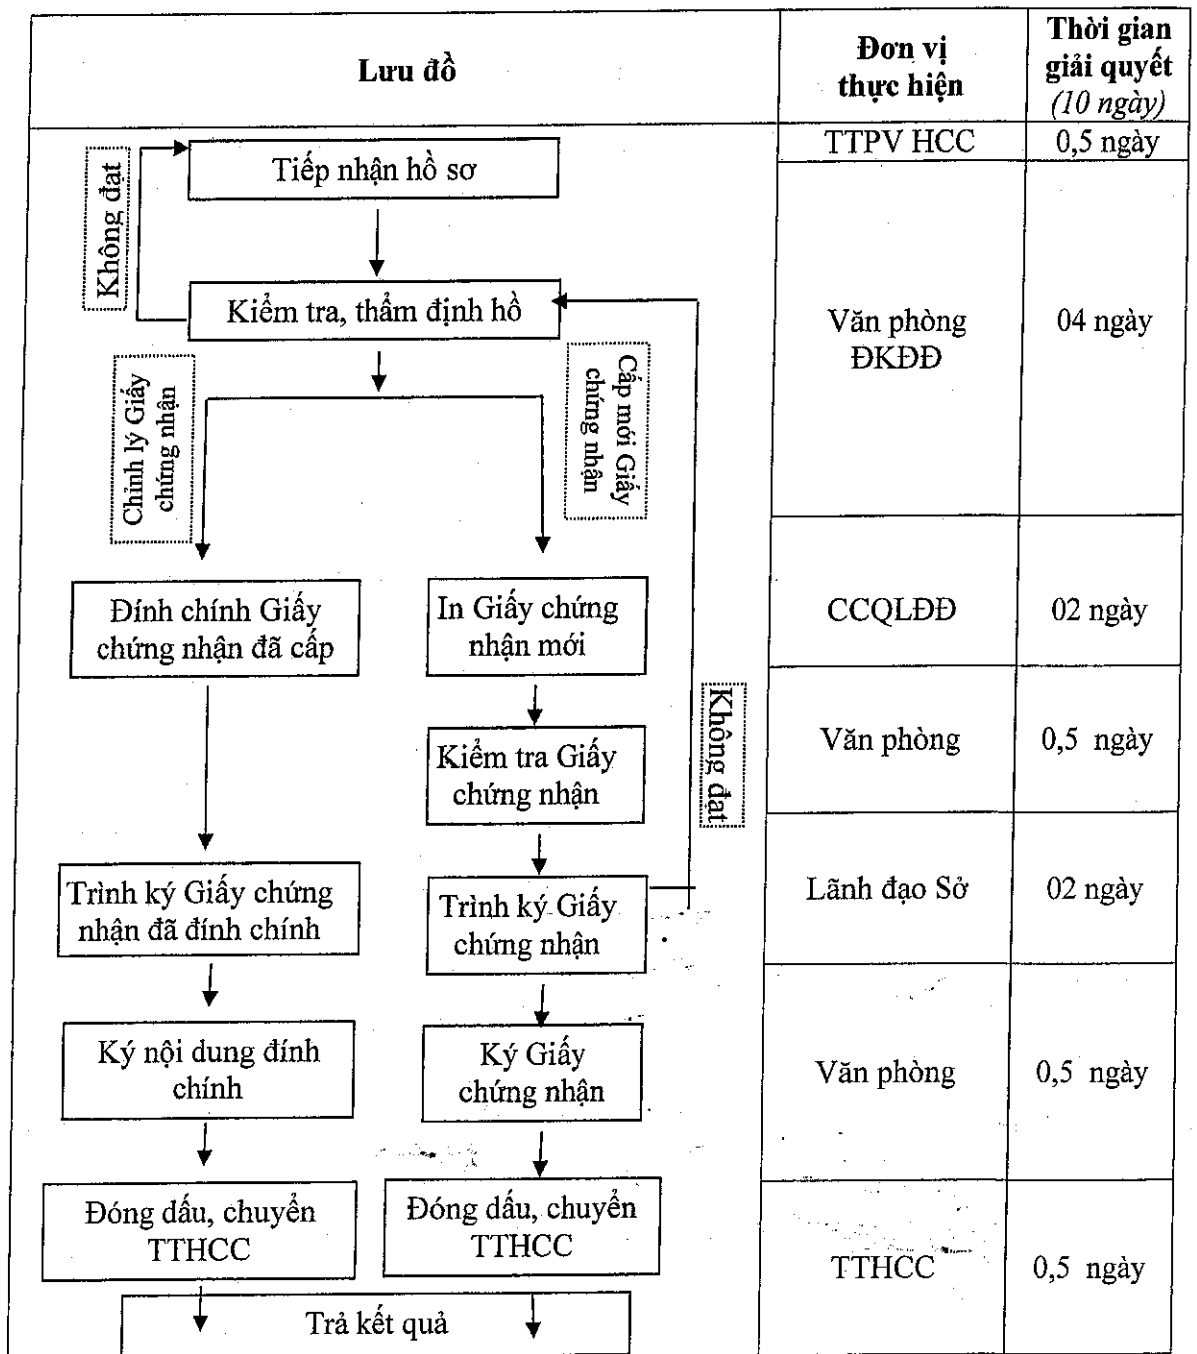 Lưu đồ
Đơn vị
thực hiện
Thời gian
giải quyết
(10 ngày)
TTPV HCC
0,5 ngày
Không đạt
Tiếp nhận hồ sơ
Kiểm tra, thẩm định hồ
Văn phòng
ĐKĐĐ
04 ngày
Chỉnh lý Giấy
chứng nhận
Cấp mới Giấy
chứng nhận
Đính chính Giấy
chứng nhận đã cấp
In Giấy chứng
nhận mới
CCQLĐĐ
02 ngày
Kiểm tra Giấy
chứng nhận
Không đạt
Văn phòng
0,5 ngày
Trình ký Giấy chứng
nhận đã đính chính
Trình ký Giấy
chứng nhận
Lãnh đạo Sở
02 ngày
Ký nội dung đính
chính
Ký Giấy
chứng nhận
Văn phòng
0,5 ngày
Đóng dấu, chuyển
TTHCC
Đóng dấu, chuyển
TTHCC
TTHCC
0,5 ngày
Trả kết quả